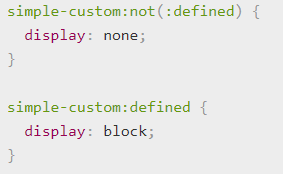 simple-custom:not(:defined) {
  display: none;
}

simple-custom:defined {
  display: block;
}